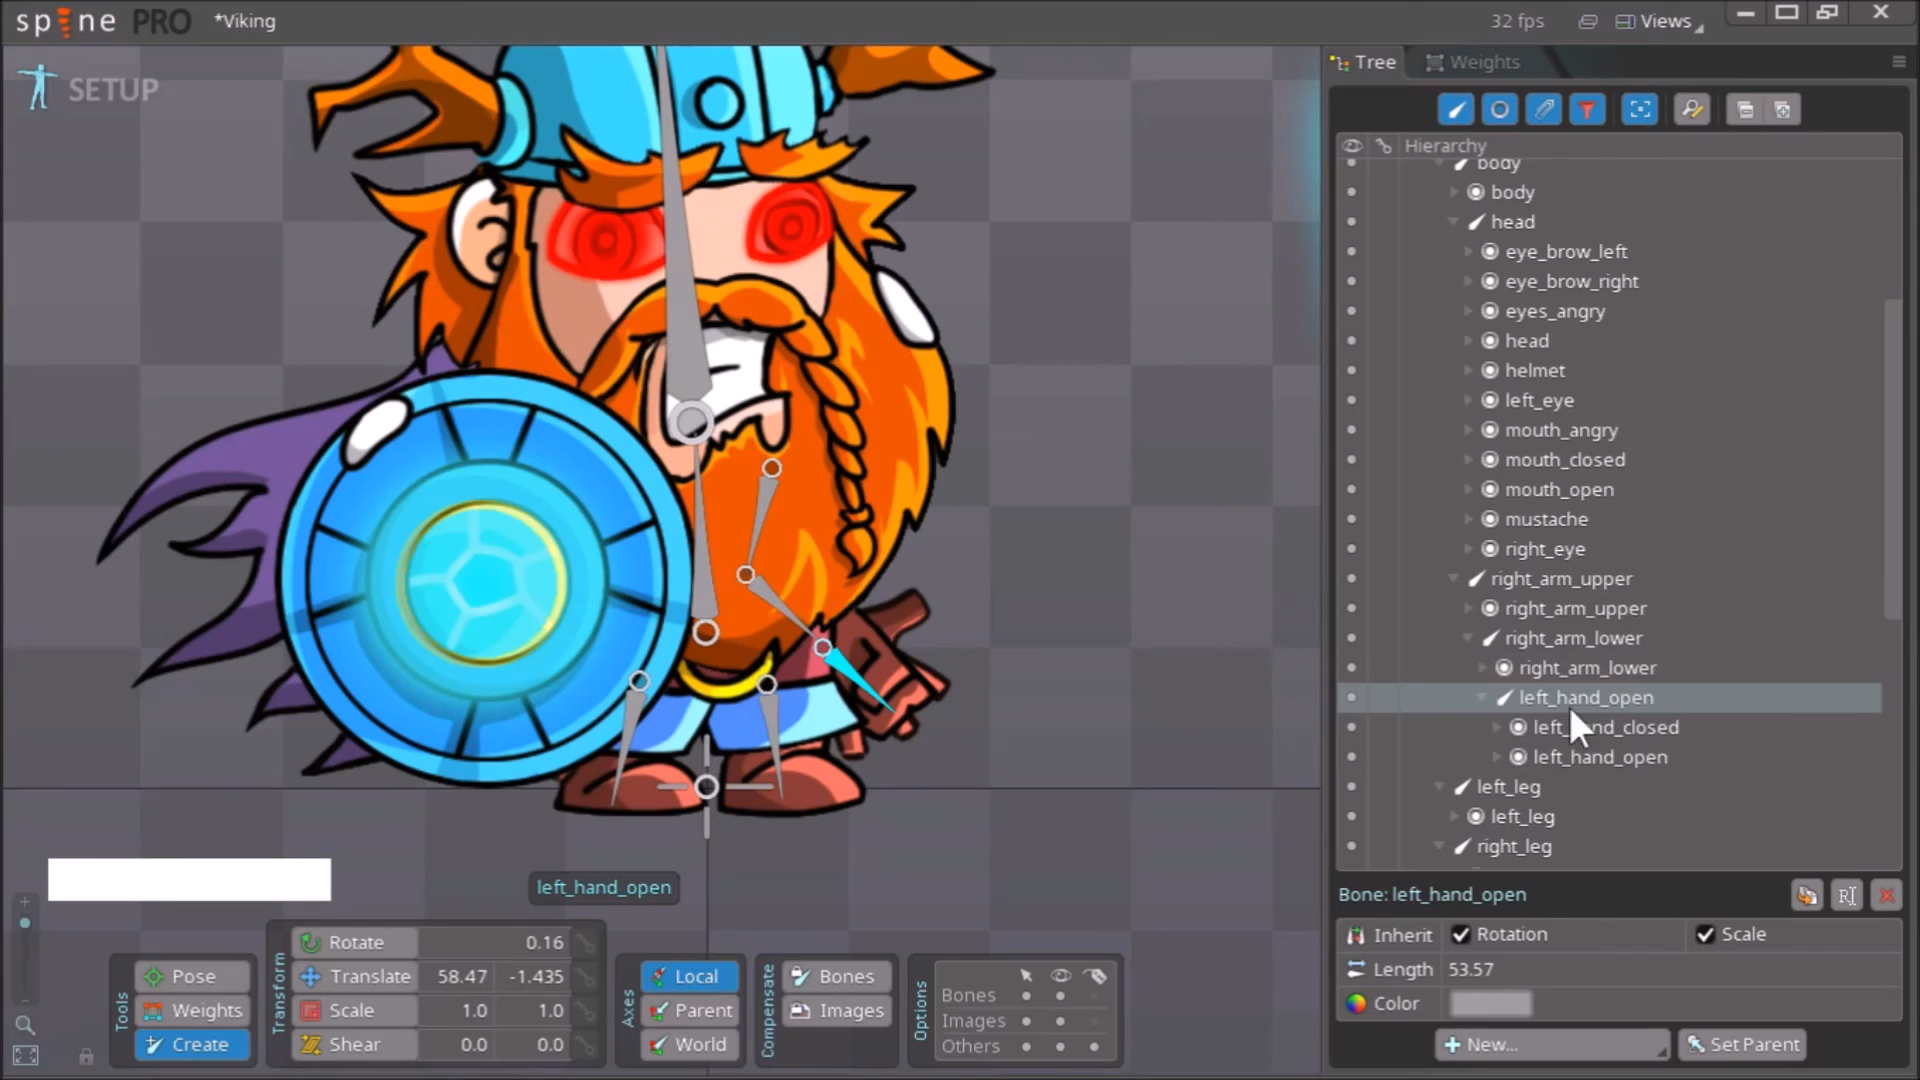 spine PRO *Viking 32 fps Views
SETUP
Tree Weights
Hierarchy
body
body
head
eye_brow_left
eye_brow_right
eyes_angry
head
helmet
left_eye
mouth_angry
mouth_closed
mouth_open
mustache
right_eye
right_arm_upper
right_arm_upper
right_arm_lower
right_arm_lower
left_hand_open
left_hand_closed
left_hand_open
left_leg
left_leg
right_leg
left_hand_open
Tools
Pose
Weights
Create
Transform
Rotate 0.16
Translate 58.47 -1.435
Scale 1.0 1.0
Shear 0.0 0.0
Axes
Local
Parent
World
Compensate
Bones
Images
Options
Bones
Images
Others
Bone: left_hand_open
Inherit Rotation Scale
Length 53.57
Color
New... Set Parent